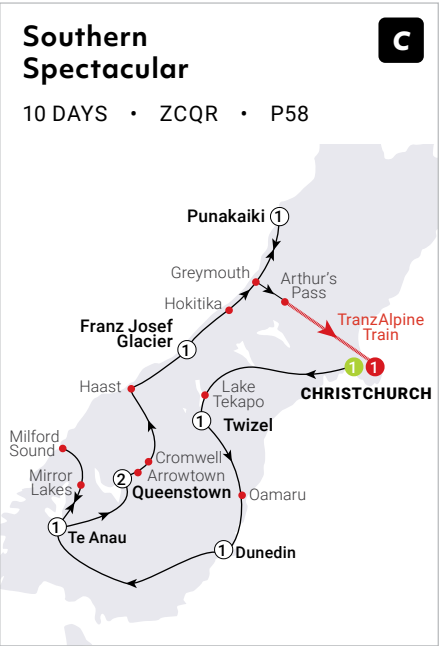 Southern
Spectacular
C
10 DAYS • ZCQR • P58
Punakaiki 1
Greymouth
Arthur's
Pass
Hokitika
TranzAlpine
Train
Franz Josef
Glacier
1
1 1
CHRISTCHURCH
Haast
Lake
Tekapo
1
Twizel
Milford
Sound
Cromwell
Arrowtown
Mirror
Lakes
2
Queenstown
Oamaru
1
Te Anau
1 Dunedin